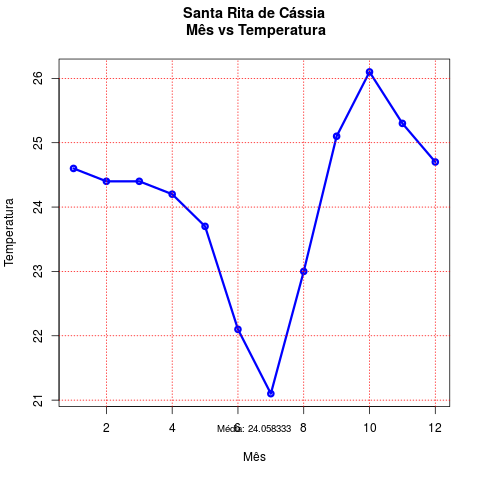 Santa Rita de Cássia
Mês vs Temperatura
26
25
24
23
22
21
Temperatura
2 4 6 8 10 12
Média: 24.058333
Mês